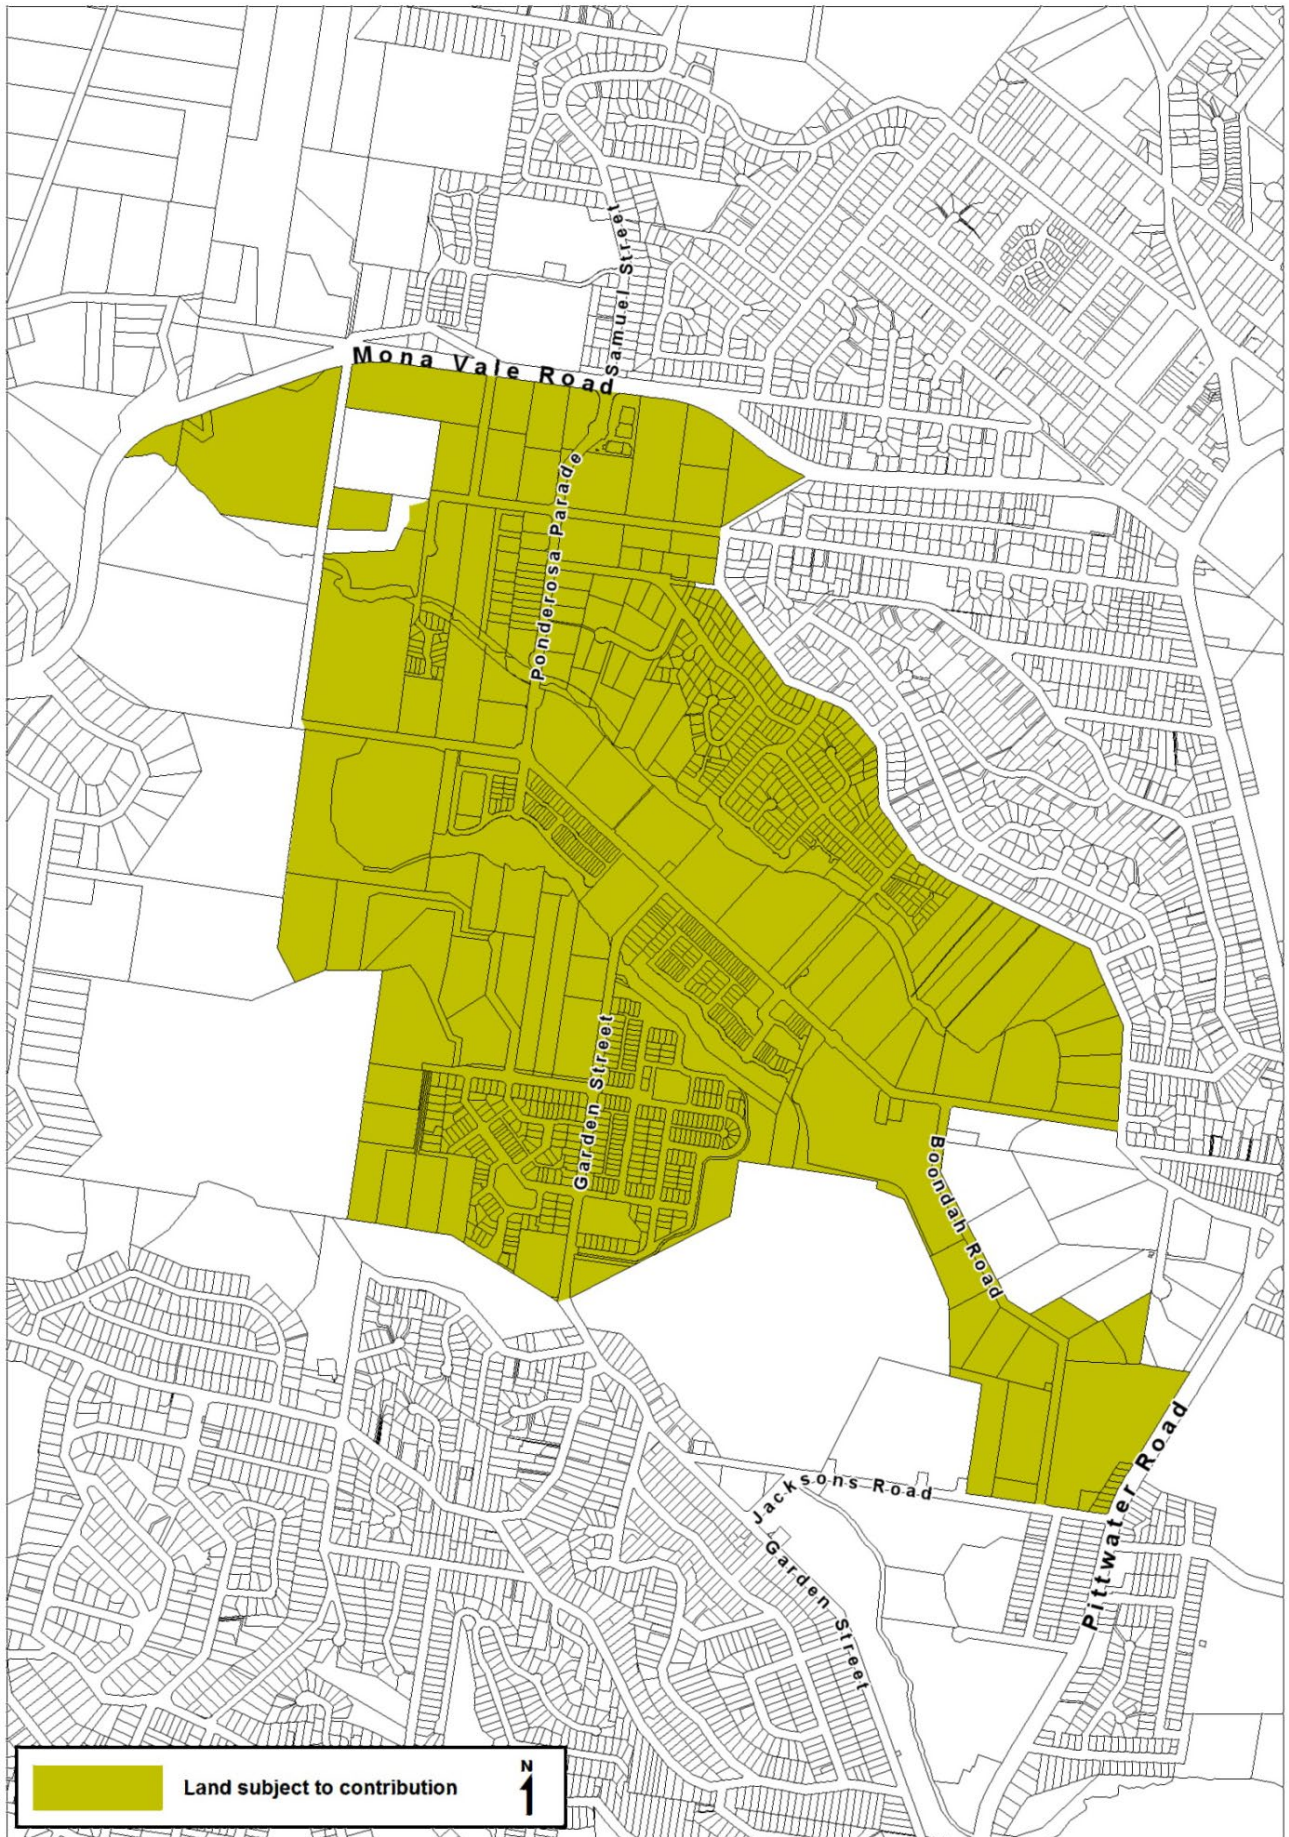 Samuel Street
Mona Vale Road
Ponderosa Parade
Garden Street
Boondah Road
Jacksons Road
Pittwater Road
Garden Street
Land subject to contribution
N